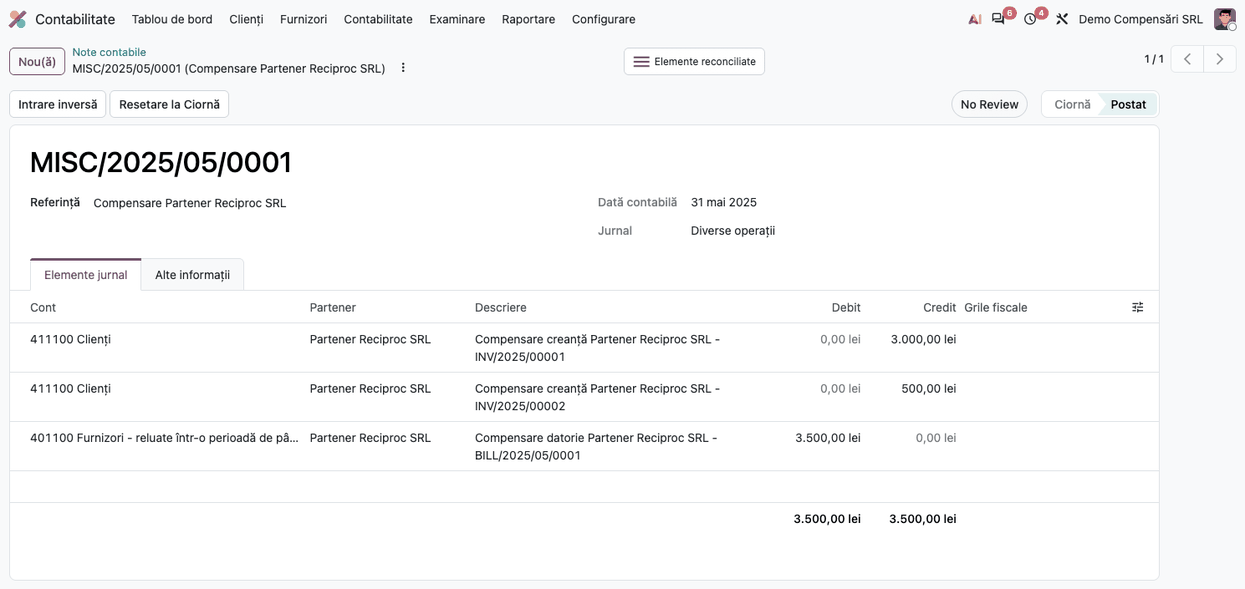 Contabilitate Tablou de bord Clienți Furnizori Contabilitate Examinare Raportare Configurare AI 6 4 Demo Compensări SRL
Nou(ă) Note contabile
MISC/2025/05/0001 (Compensare Partener Reciproc SRL) Elemente reconciliate 1 / 1
Intrare inversă Resetare la Ciornă No Review Ciornă Postat
MISC/2025/05/0001
Referință Compensare Partener Reciproc SRL Dată contabilă 31 mai 2025
Jurnal Diverse operații
Elemente jurnal Alte informații
Cont Partener Descriere Debit Credit Grile fiscale
411100 Clienți Partener Reciproc SRL Compensare creanță Partener Reciproc SRL - 0,00 lei 3.000,00 lei
INV/2025/00001
411100 Clienți Partener Reciproc SRL Compensare creanță Partener Reciproc SRL - 0,00 lei 500,00 lei
INV/2025/00002
401100 Furnizori - reluate într-o perioadă de pâ... Partener Reciproc SRL Compensare datorie Partener Reciproc SRL - 3.500,00 lei 0,00 lei
BILL/2025/05/0001
3.500,00 lei 3.500,00 lei